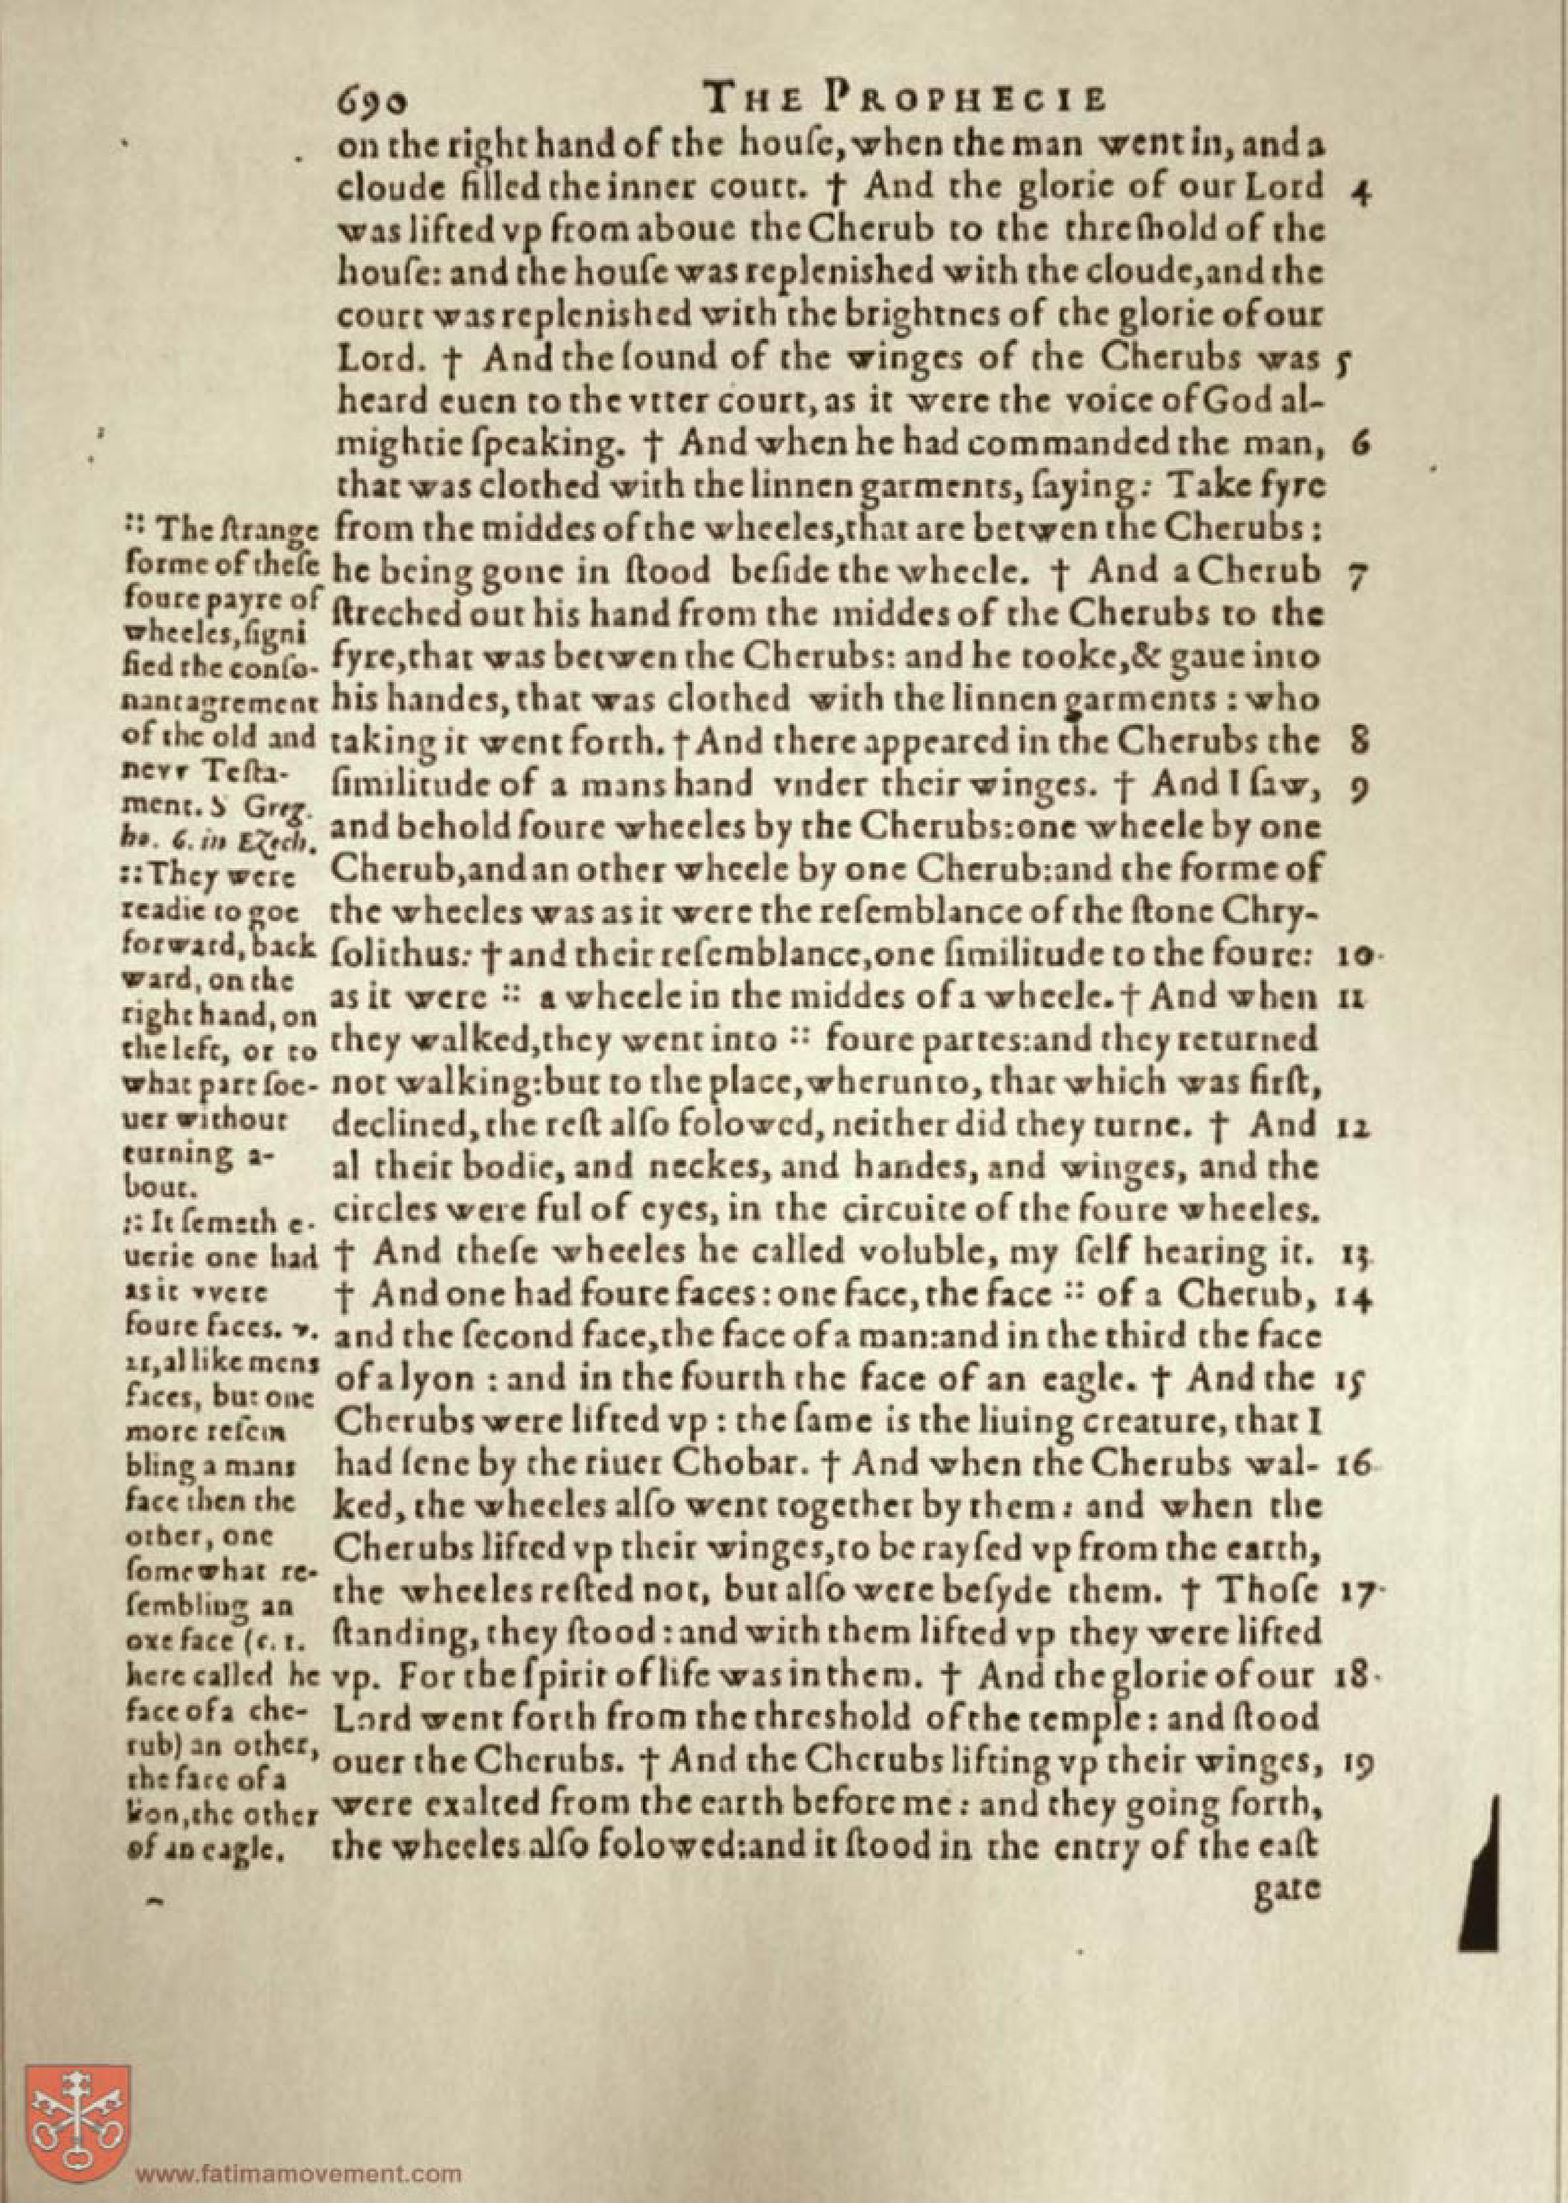 690 THE PROPHECIE
on the right hand of the houſe, when the man went in, and a
cloude filled the inner court. † And the glorie of our Lord 4
was lifted vp from aboue the Cherub to the threſhold of the
houſe: and the houſe was replenished with the cloude, and the
court was replenished with the brightnes of the glorie of our
Lord. † And the ſound of the winges of the Cherubs was 5
heard euen to the vtter court, as it were the voice of God al-
mightie ſpeaking. † And when he had commanded the man, 6
that was clothed with the linnen garments, ſaying: Take fyre
from the middes of the wheeles, that are betwen the Cherubs:
he being gone in ſtood beſide the wheele. † And a Cherub 7
ſtreched out his hand from the middes of the Cherubs to the
fyre, that was betwen the Cherubs: and he tooke, & gaue into
his handes, that was clothed with the linnen garments: who
taking it went forth. † And there appeared in the Cherubs the 8
ſimilitude of a mans hand vnder their winges. † And I ſaw, 9
and behold foure wheeles by the Cherubs: one wheele by one
Cherub, and an other wheele by one Cherub: and the forme of
the wheeles was as it were the reſemblance of the ſtone Chry-
ſolithus: † and their reſemblance, one ſimilitude to the foure: 10
as it were :: a wheele in the middes of a wheele. † And when 11
they walked, they went into :: foure partes: and they returned
not walking: but to the place, wherunto, that which was firſt,
declined, the reſt alſo folowed, neither did they turne. † And 12
al their bodie, and neckes, and handes, and winges, and the
circles were ful of eyes, in the circuite of the foure wheeles.
† And theſe wheeles he called voluble, my ſelf hearing it. 13
† And one had foure faces: one face, the face :: of a Cherub, 14
and the ſecond face, the face of a man: and in the third the face
of a lyon: and in the fourth the face of an eagle. † And the 15
Cherubs were lifted vp: the ſame is the liuing creature, that I
had ſene by the riuer Chobar. † And when the Cherubs wal- 16
ked, the wheeles alſo went together by them: and when the
Cherubs lifted vp their winges, to be rayſed vp from the earth,
the wheeles reſted not, but alſo were beſyde them. † Thoſe 17
ſtanding, they ſtood: and with them lifted vp they were lifted
vp. For the ſpirit of life was in them. † And the glorie of our 18
Lord went forth from the threshold of the temple: and ſtood
ouer the Cherubs. † And the Cherubs lifting vp their winges, 19
were exalted from the earth before me: and they going forth,
the wheeles alſo folowed: and it ſtood in the entry of the eaſt
gate
:: The ſtrange
forme of theſe
foure payre of
wheeles, ſigni
fied the conſo-
nant agrement
of the old and
nevv Teſta-
ment. S Greg.
ho. 6. in Ezech.
:: They were
readie to goe
forward, back
ward, on the
right hand, on
the left, or to
what part ſoe-
uer without
turning a-
bout.
:: It ſemeth e-
uerie one had
as it vvere
foure faces. v.
21, al like mens
faces, but one
more reſem
bling a mans
face then the
other, one
ſomewhat re-
ſembling an
oxe face (c. 1.
here called he
face of a che-
rub) an other,
the face of a
lion, the other
of an eagle.
www.fatimamovement.com